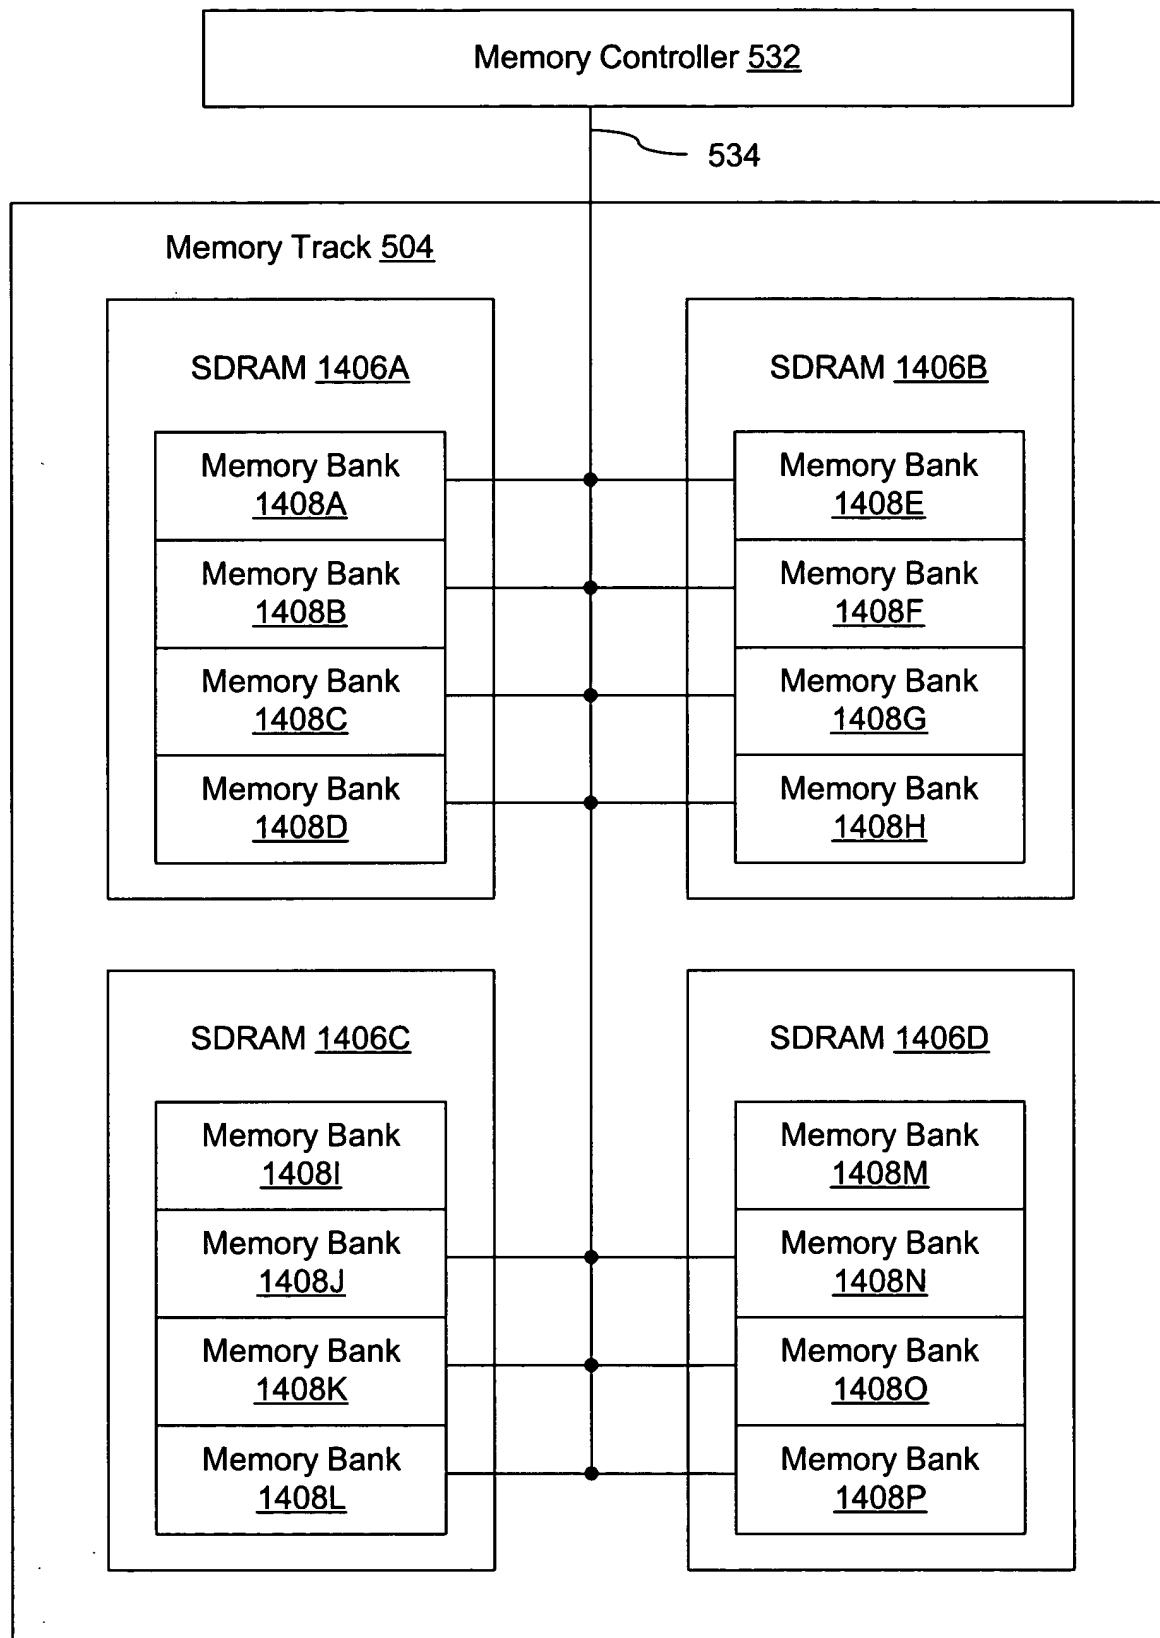 Memory Controller 532
534
Memory Track 504
SDRAM 1406A
Memory Bank
1408A
Memory Bank
1408B
Memory Bank
1408C
Memory Bank
1408D
SDRAM 1406B
Memory Bank
1408E
Memory Bank
1408F
Memory Bank
1408G
Memory Bank
1408H
SDRAM 1406C
Memory Bank
1408I
Memory Bank
1408J
Memory Bank
1408K
Memory Bank
1408L
SDRAM 1406D
Memory Bank
1408M
Memory Bank
1408N
Memory Bank
1408O
Memory Bank
1408P